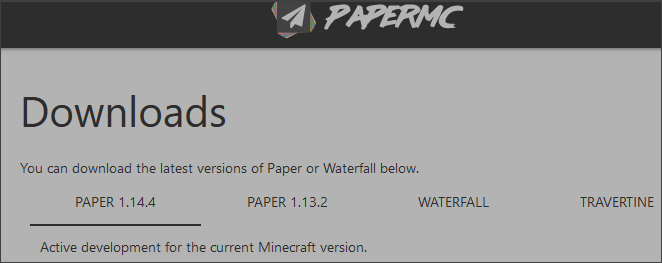 PAPERMC
Downloads
You can download the latest versions of Paper or Waterfall below.
PAPER 1.14.4 PAPER 1.13.2 WATERFALL TRAVERTINE
Active development for the current Minecraft version.